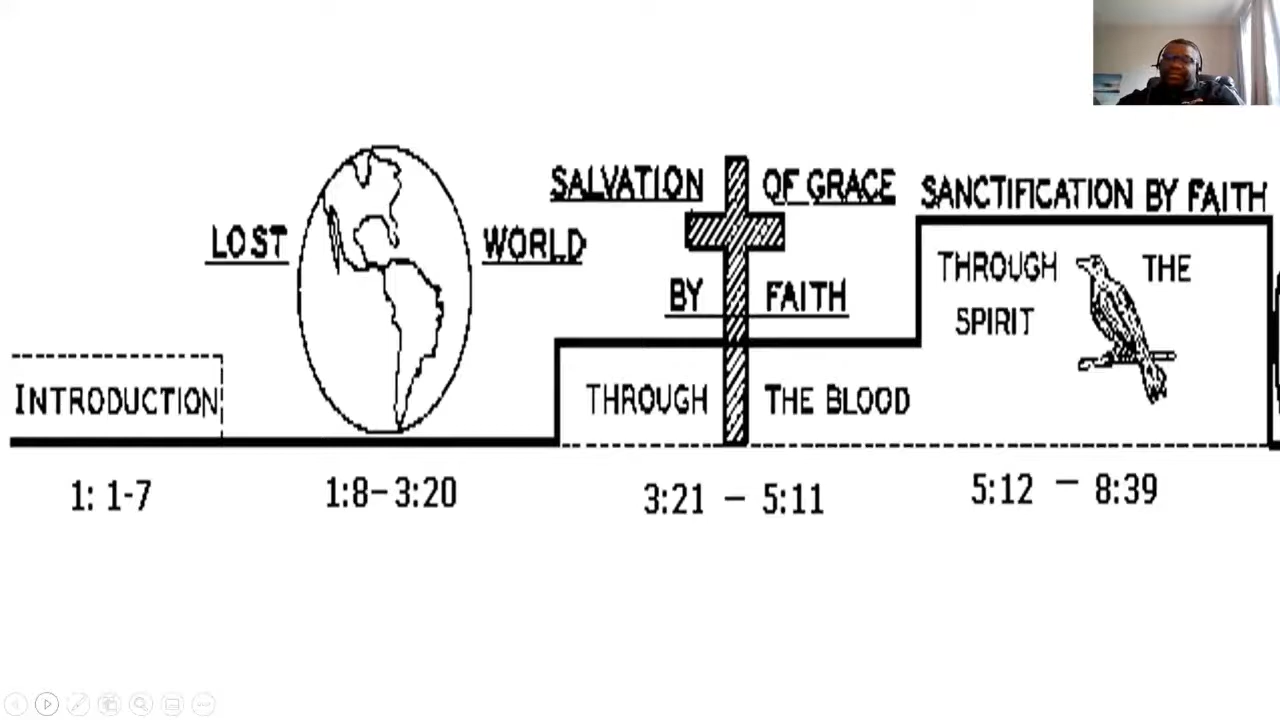 LOST WORLD
SALVATION OF GRACE
BY FAITH
SANCTIFICATION BY FAITH
THROUGH THE
SPIRIT
INTRODUCTION
THROUGH THE BLOOD
1: 1-7
1:8-3:20
3:21 - 5:11
5:12 - 8:39